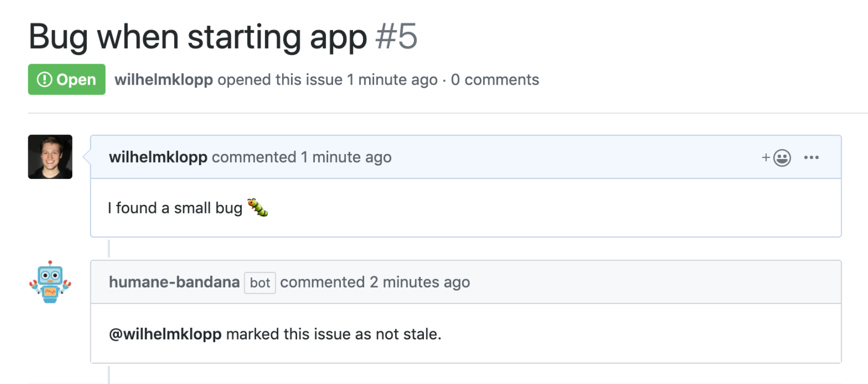 Bug when starting app #5
Open wilhelmklopp opened this issue 1 minute ago · 0 comments
wilhelmklopp commented 1 minute ago
I found a small bug 🐛
humane-bandana bot commented 2 minutes ago
@wilhelmklopp marked this issue as not stale.